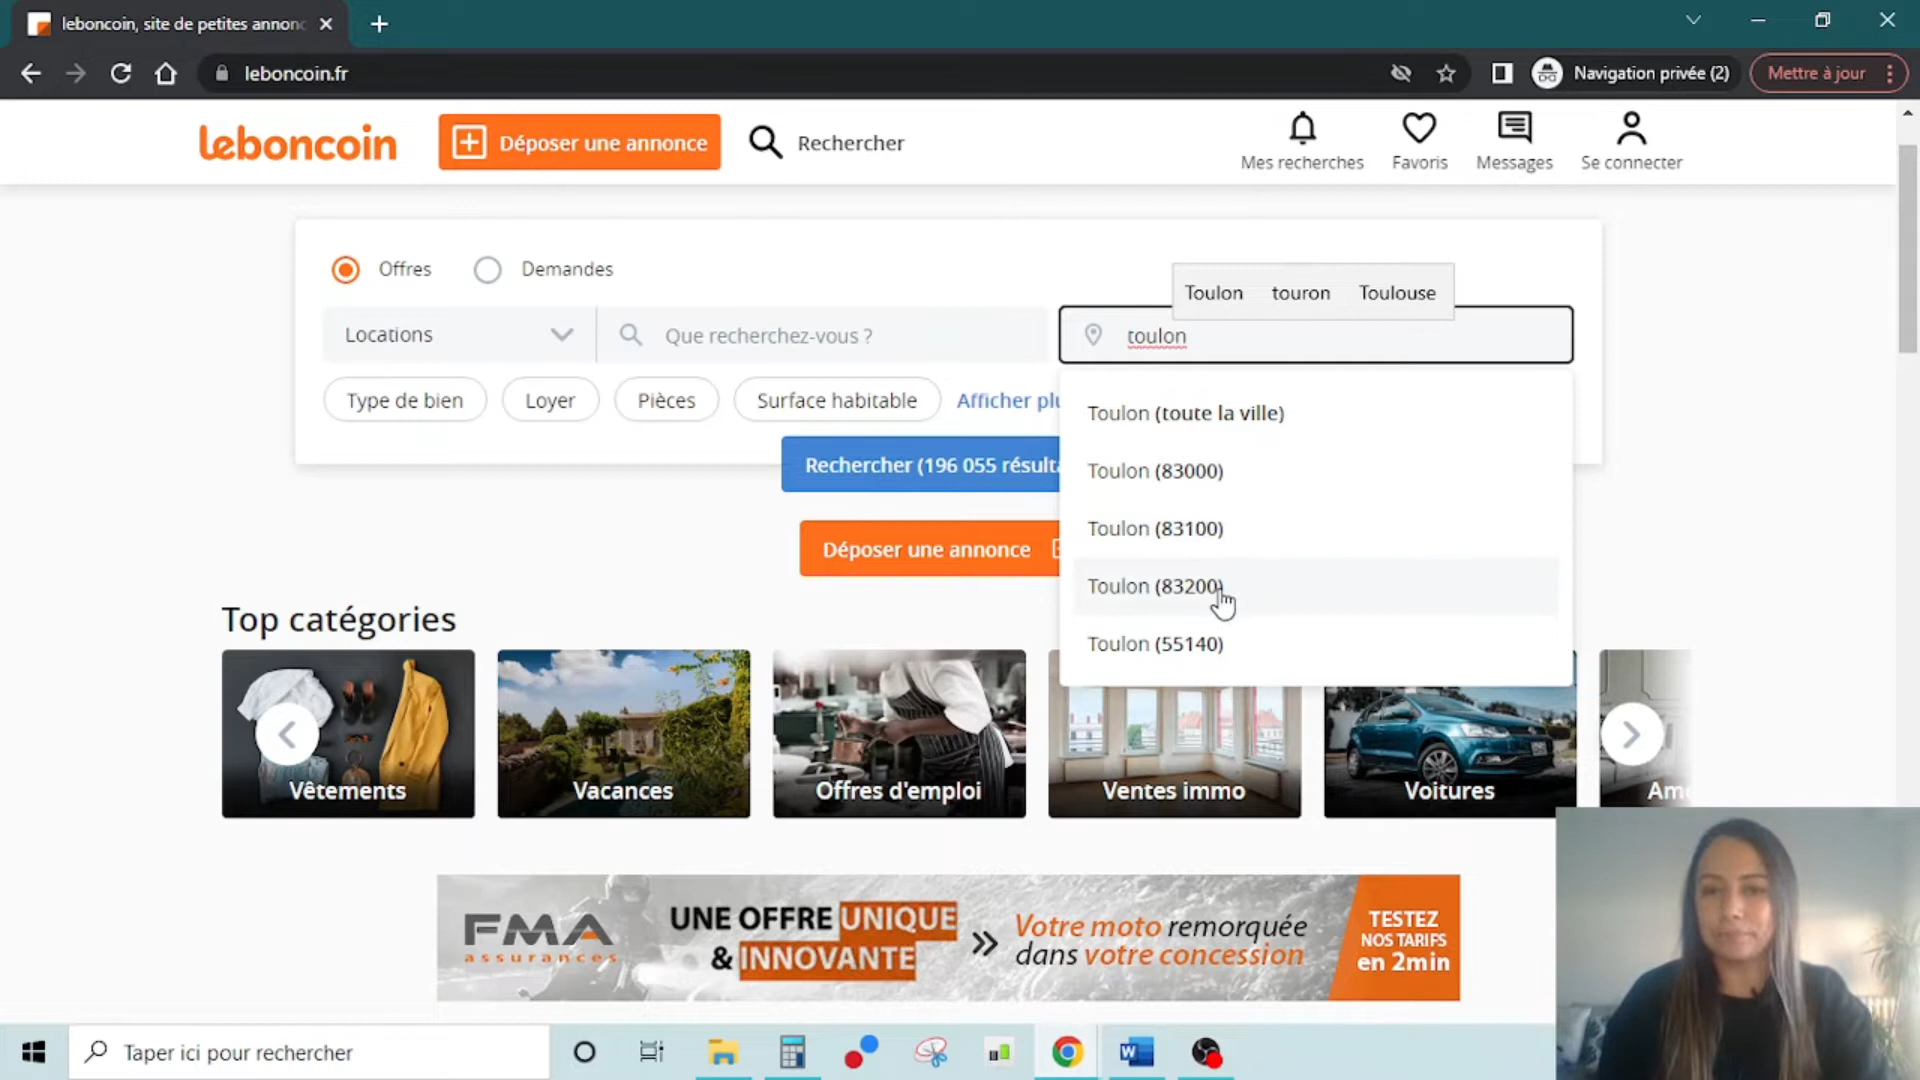 leboncoin, site de petites annonc
leboncoin.fr
Navigation privée (2)
Mettre à jour
leboncoin
Déposer une annonce
Rechercher
Mes recherches
Favoris
Messages
Se connecter
Offres
Demandes
Toulon touron Toulouse
Locations
Que recherchez-vous ?
toulon
Type de bien
Loyer
Pièces
Surface habitable
Afficher plu
Toulon (toute la ville)
Rechercher (196 055 résulta
Toulon (83000)
Toulon (83100)
Déposer une annonce
Toulon (83200)
Toulon (55140)
Top catégories
Vêtements
Vacances
Offres d'emploi
Ventes immo
Voitures
Am
FMA
assurances
UNE OFFRE UNIQUE
& INNOVANTE
Votre moto remorquée
dans votre concession
TESTEZ
NOS TARIFS
en 2min
Taper ici pour rechercher